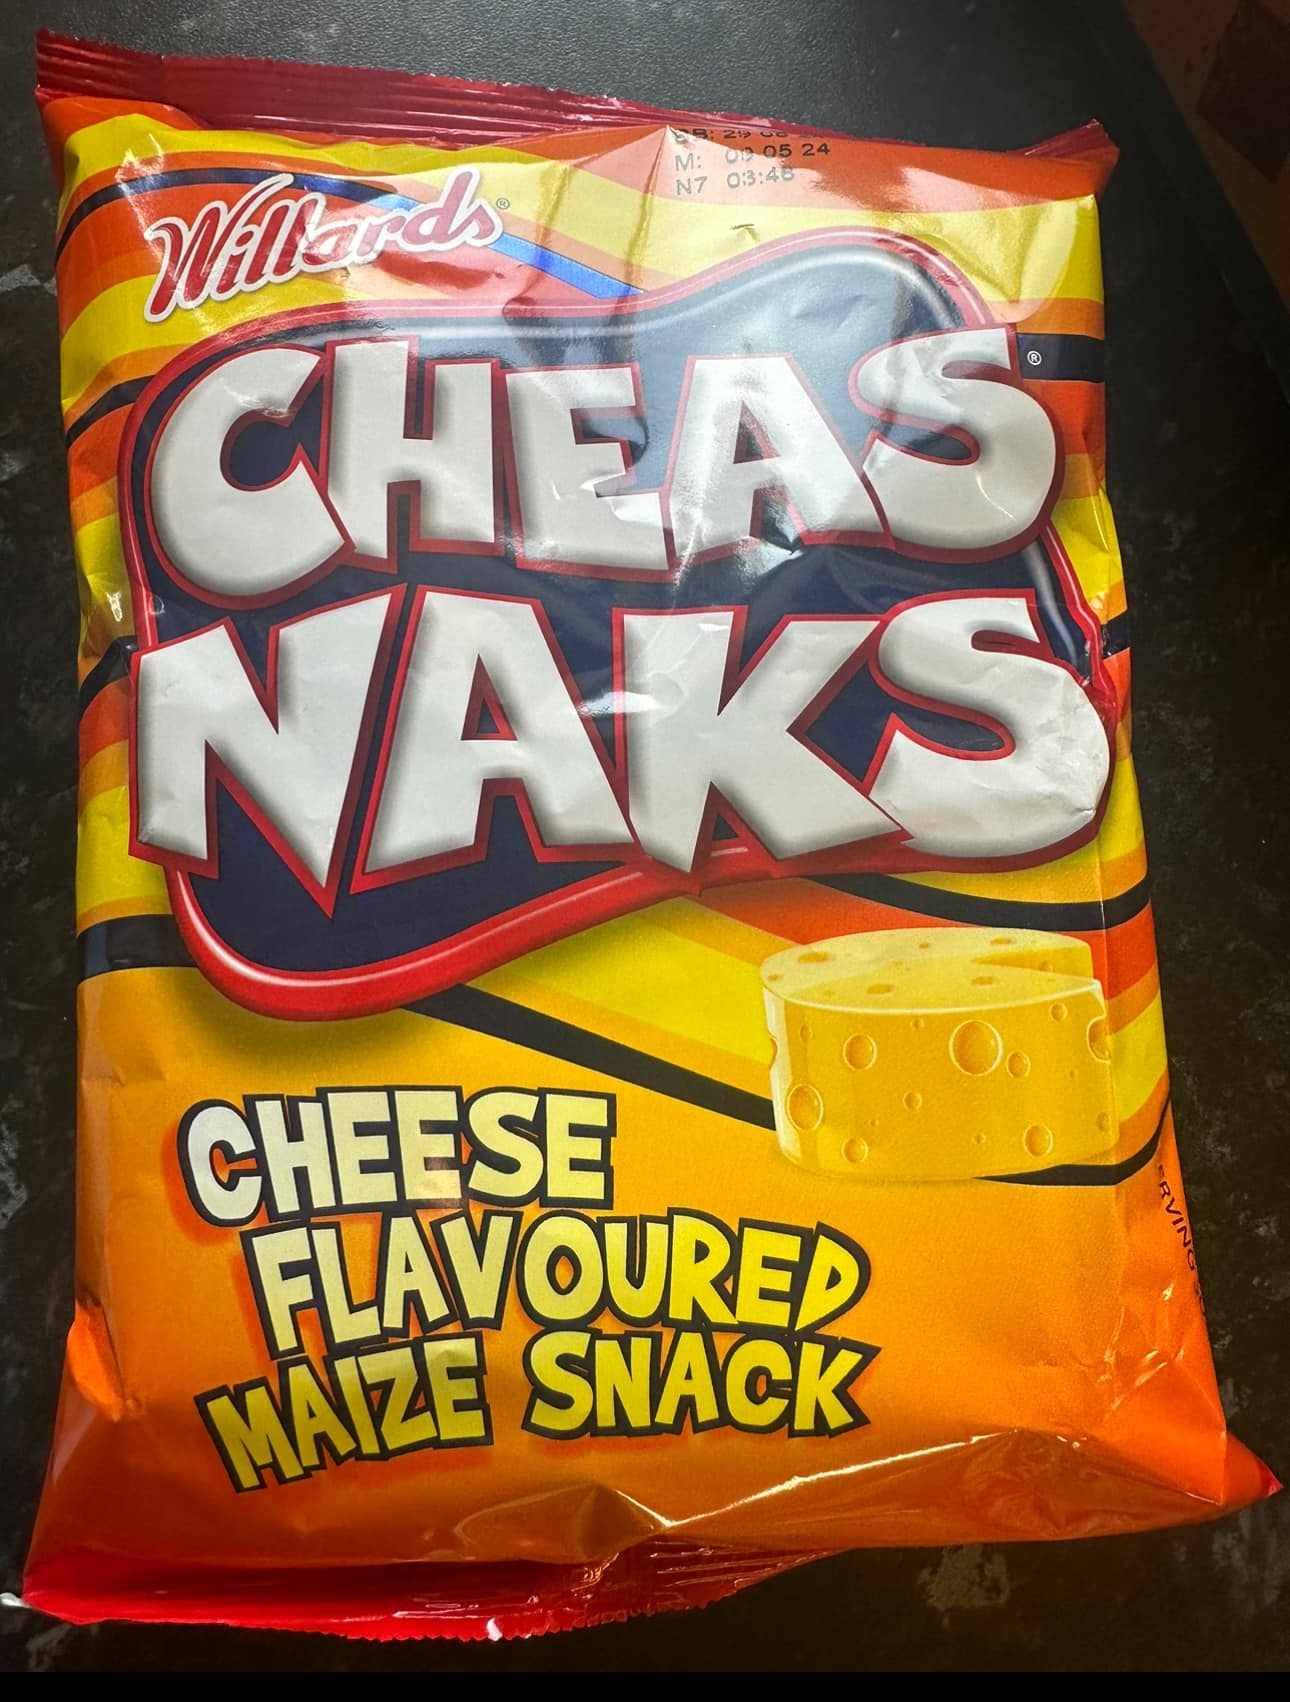 Willards®
M: 09 05 24
N7 03:48
CHEAS®
NAKS
CHEESE
FLAVOURED
MAIZE SNACK